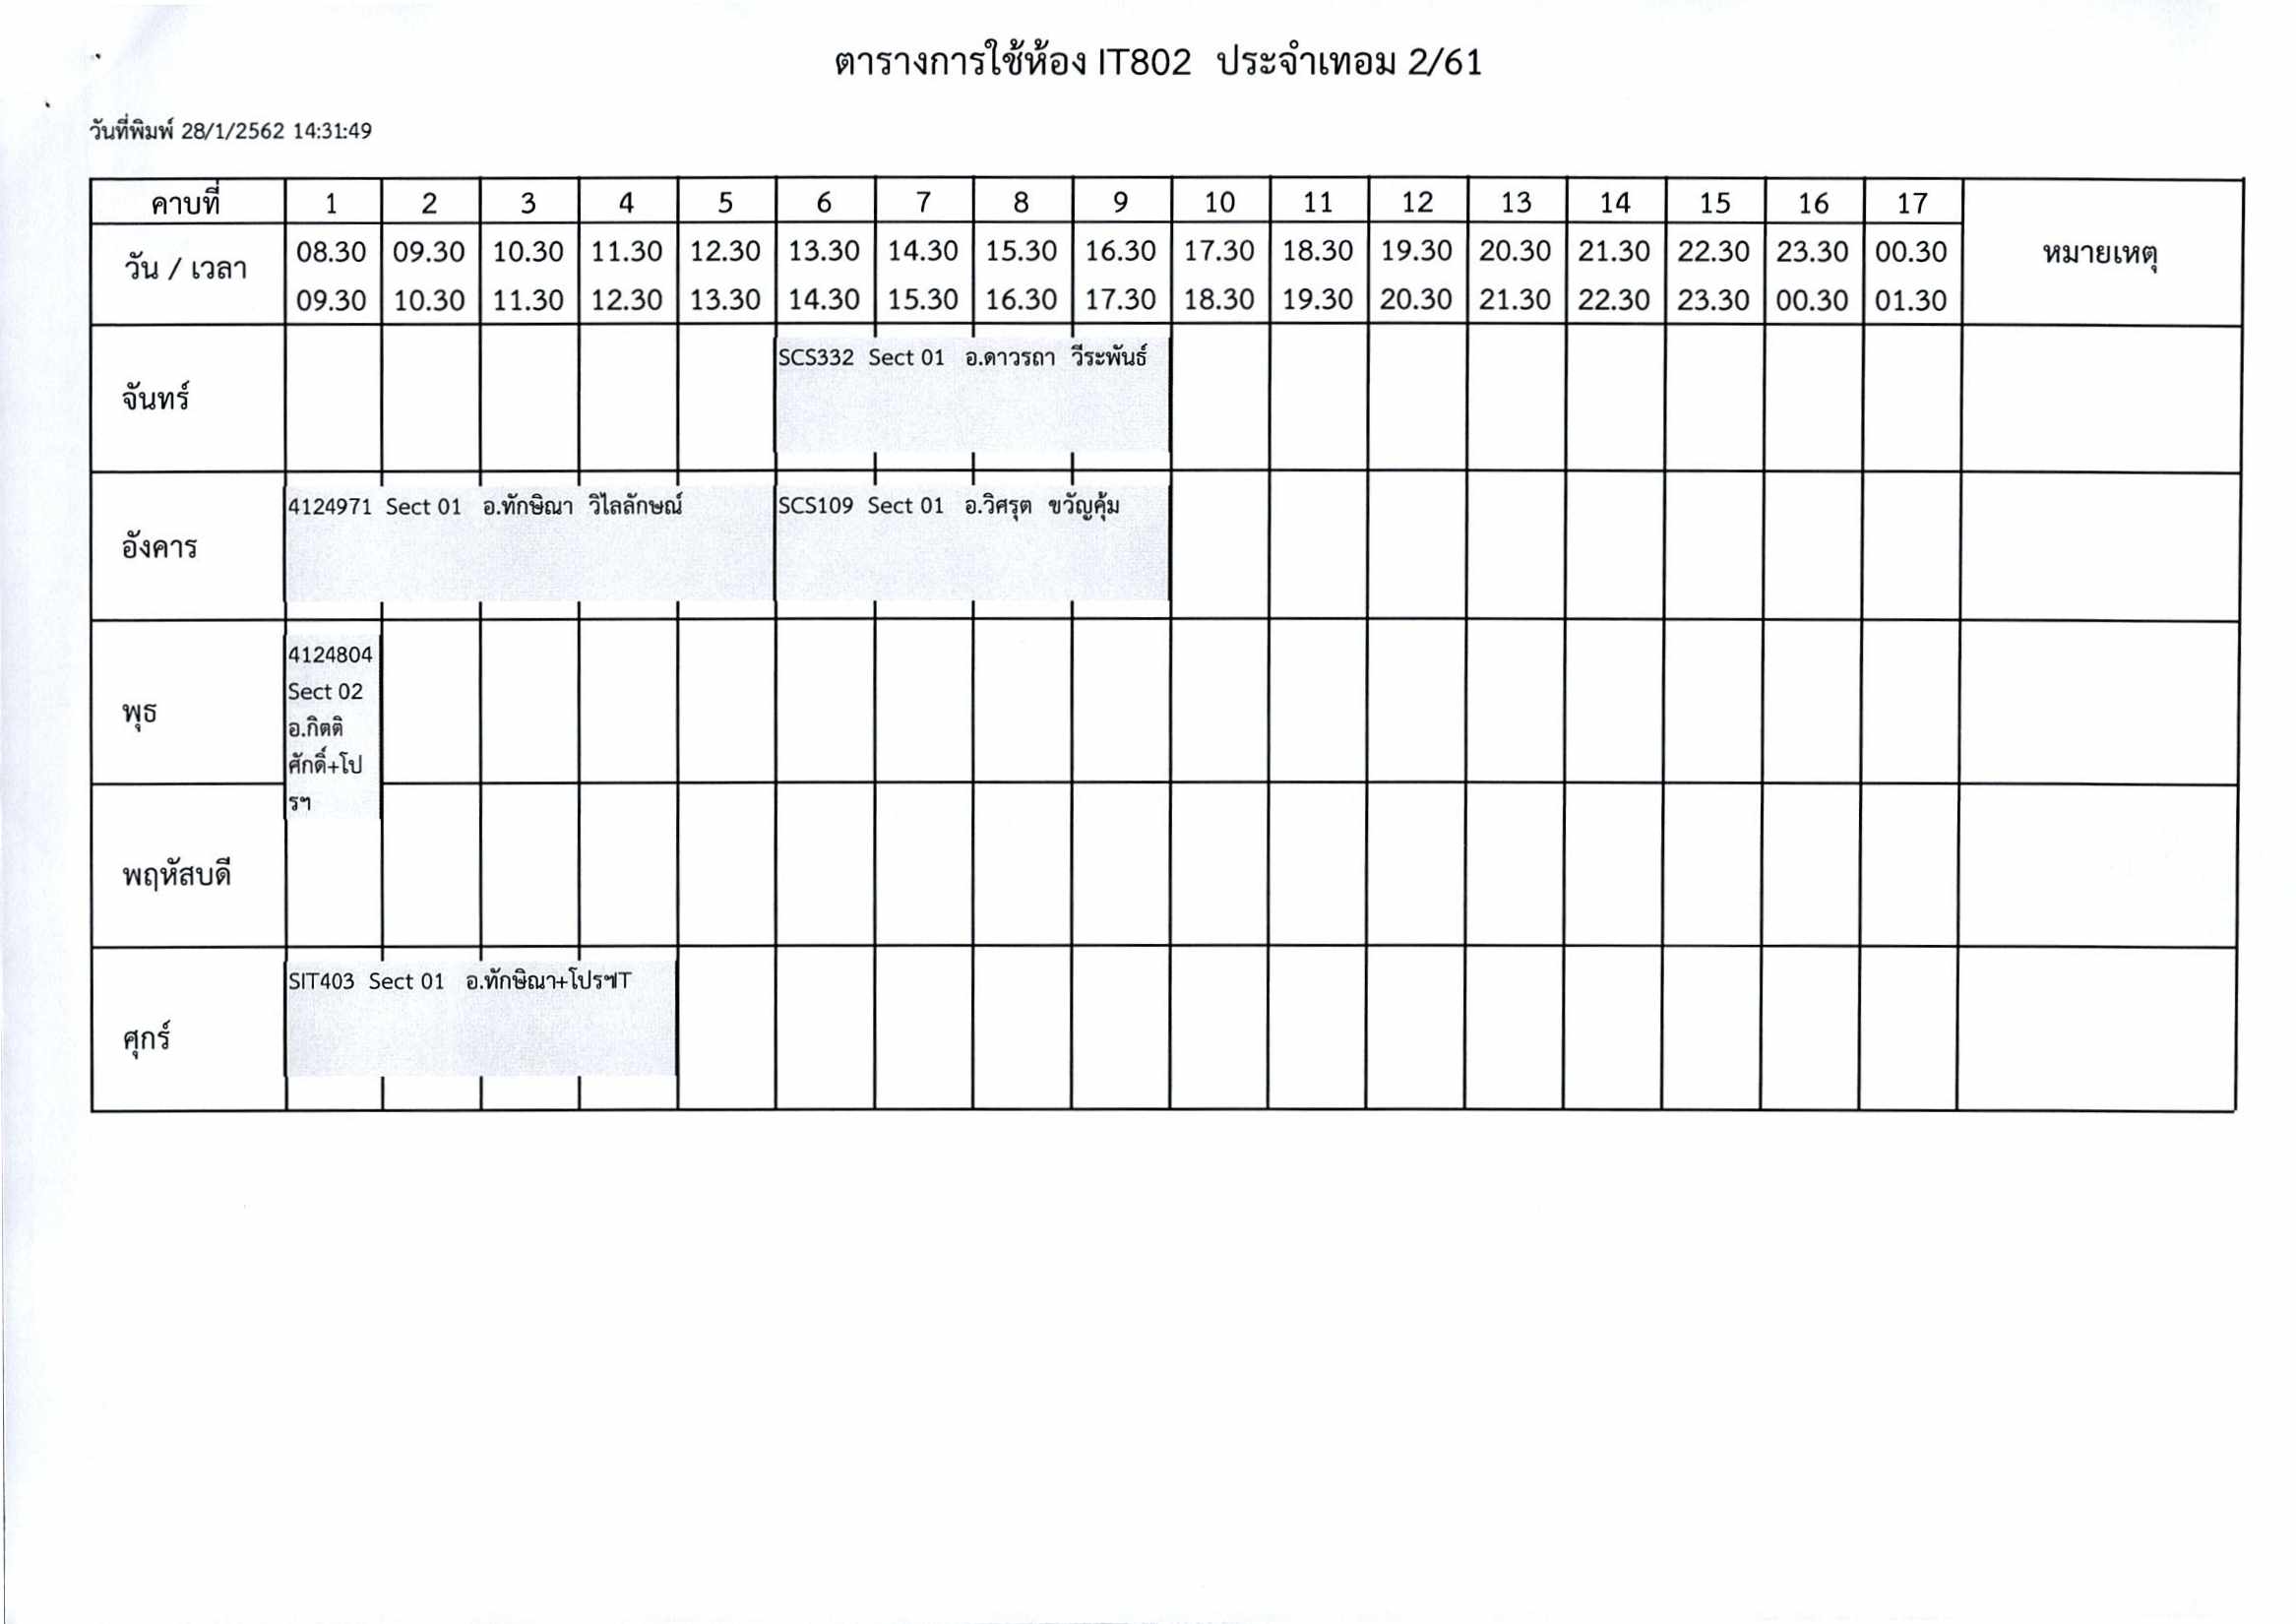 ตารางการใช้ห้อง IT802 ประจำเทอม 2/61
วันที่พิมพ์ 28/1/2562 14:31:49
คาบที่ 1 2 3 4 5 6 7 8 9 10 11 12 13 14 15 16 17
วัน / เวลา หมายเหตุ
08.30 09.30 10.30 11.30 12.30 13.30 14.30 15.30 16.30 17.30 18.30 19.30 20.30 21.30 22.30 23.30 00.30
09.30 10.30 11.30 12.30 13.30 14.30 15.30 16.30 17.30 18.30 19.30 20.30 21.30 22.30 23.30 00.30 01.30
จันทร์
SCS332 Sect 01 อ.ดาวรถา วีระพันธ์
อังคาร
4124971 Sect 01 อ.ทักษิณา วิไลลักษณ์
SCS109 Sect 01 อ.วิศรุต ขวัญคุ้ม
พุธ
4124804
Sect 02
อ.กิตติ
ศักดิ์+โป
รฯ
พฤหัสบดี
ศุกร์
SIT403 Sect 01 อ.ทักษิณา+โปรฯIT